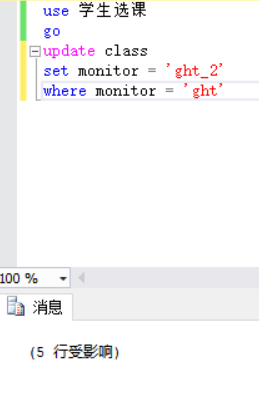 use 学生选课
go
update class
set monitor = 'ght_2'
where monitor = 'ght'
100 %
消息
(5 行受影响)